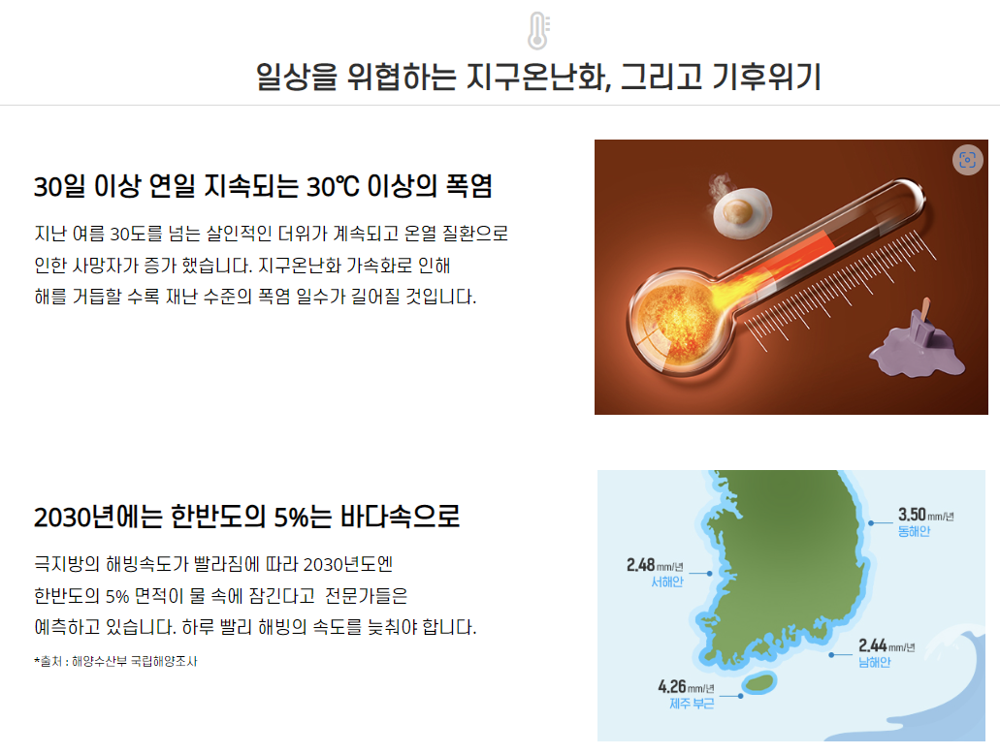 일상을 위협하는 지구온난화, 그리고 기후위기
30일 이상 연일 지속되는 30℃ 이상의 폭염
지난 여름 30도를 넘는 살인적인 더위가 계속되고 온열 질환으로
인한 사망자가 증가 했습니다. 지구온난화 가속화로 인해
해를 거듭할 수록 재난 수준의 폭염 일수가 길어질 것입니다.
2030년에는 한반도의 5%는 바다속으로
극지방의 해빙속도가 빨라짐에 따라 2030년도엔
한반도의 5% 면적이 물 속에 잠긴다고 전문가들은
예측하고 있습니다. 하루 빨리 해빙의 속도를 늦춰야 합니다.
*출처 : 해양수산부 국립해양조사
3.50 mm/년
동해안
2.48 mm/년
서해안
2.44 mm/년
남해안
4.26 mm/년
제주 부근